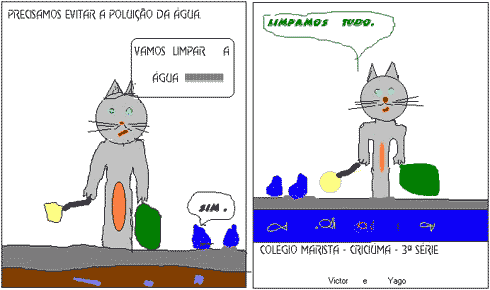 PRECISAMOS EVITAR A POLUIÇÃO DA ÁGUA.
VAMOS LIMPAR A
ÁGUA
SIM.
LIMPAMOS TUDO.
COLEGIO MARISTA - CRICIUMA - 3ª SÉRIE
Victor e Yago